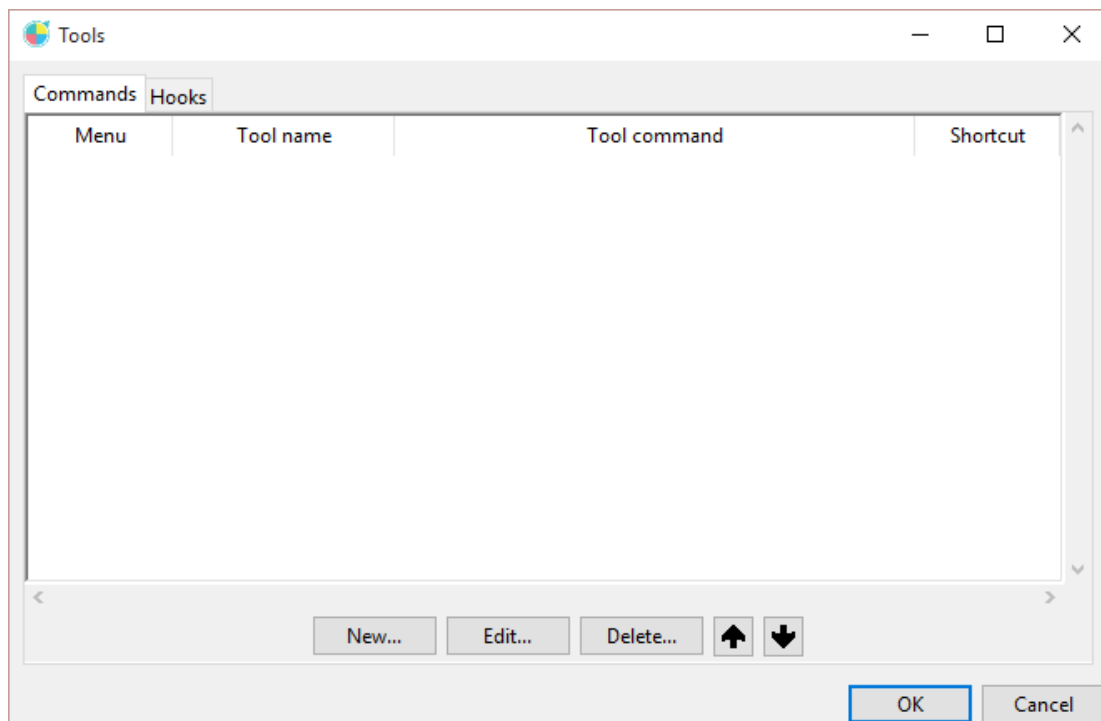 Tools
Commands Hooks
Menu Tool name Tool command Shortcut
New... Edit... Delete...
OK Cancel